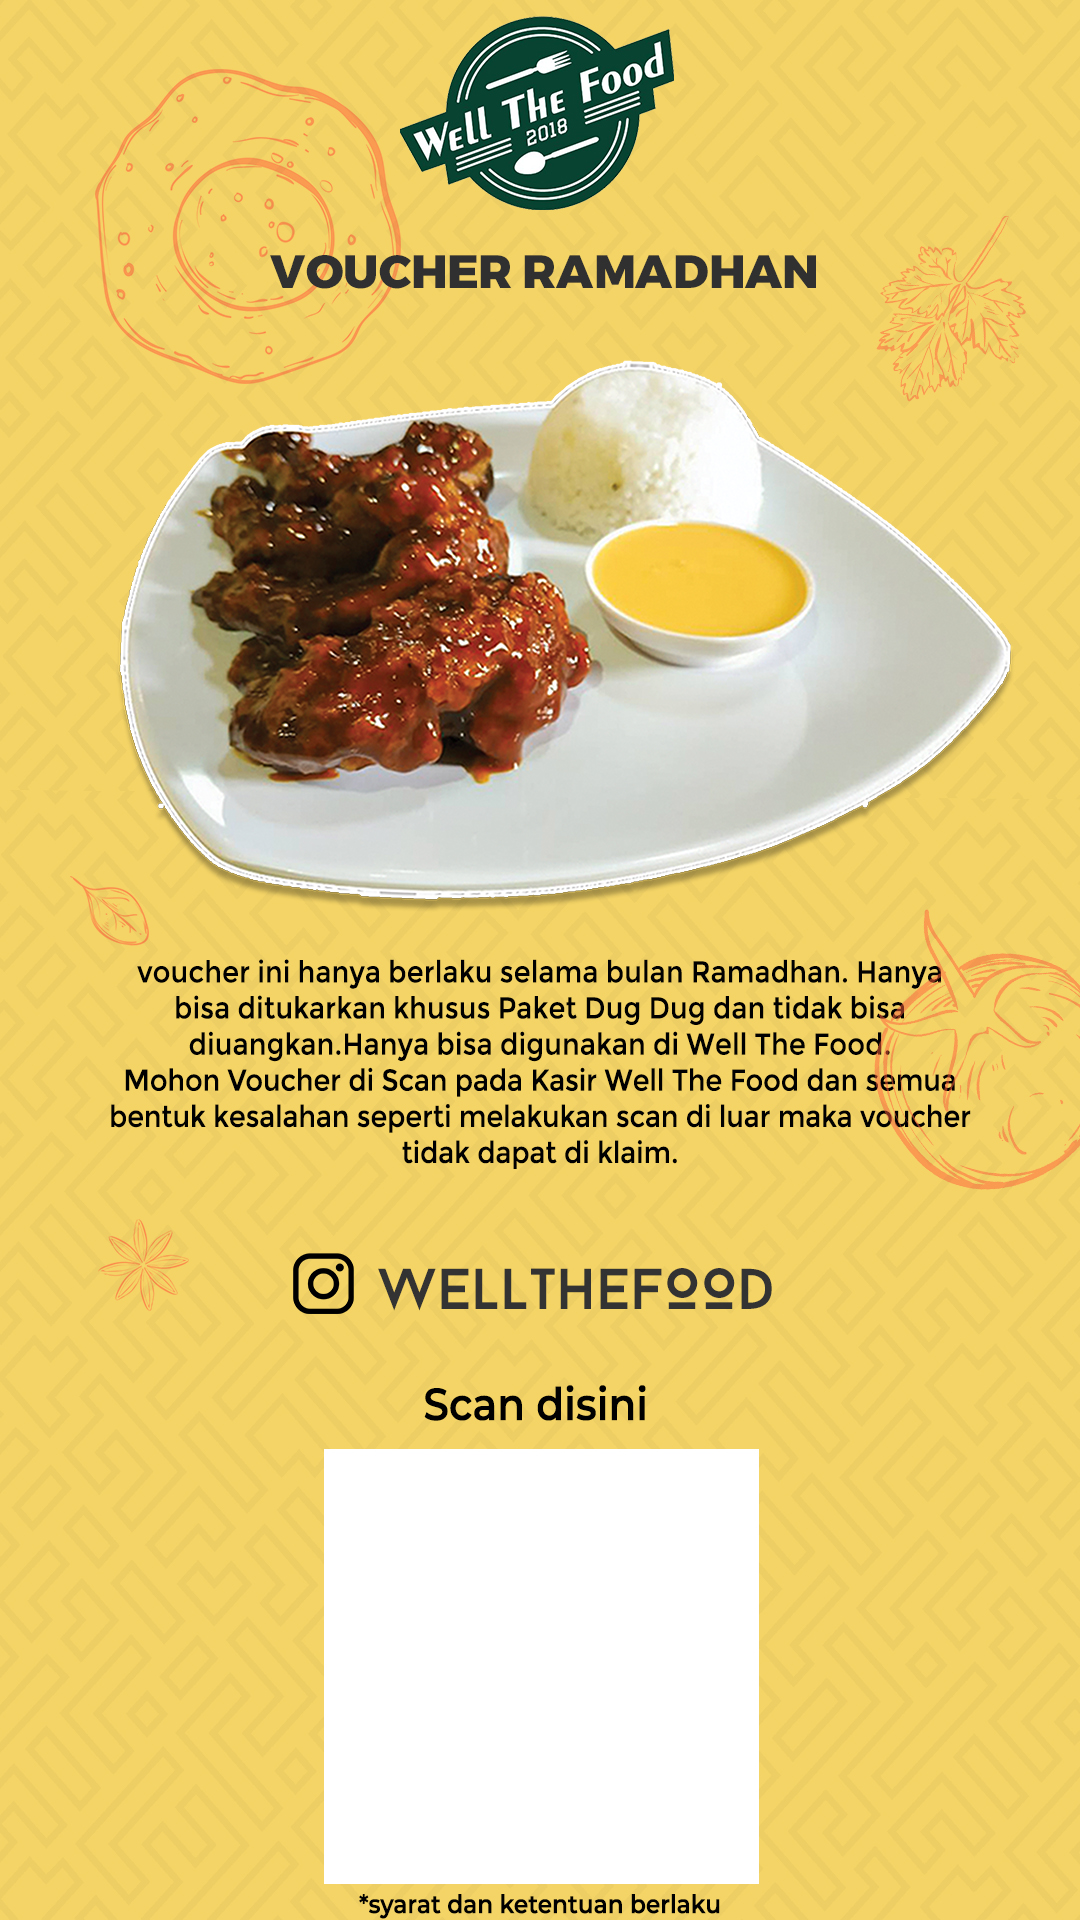 Well The Food
2018
VOUCHER RAMADHAN
voucher ini hanya berlaku selama bulan Ramadhan. Hanya
bisa ditukarkan khusus Paket Dug Dug dan tidak bisa
diuangkan.Hanya bisa digunakan di Well The Food.
Mohon Voucher di Scan pada Kasir Well The Food dan semua
bentuk kesalahan seperti melakukan scan di luar maka voucher
tidak dapat di klaim.
WELLTHEFOOD
Scan disini
*syarat dan ketentuan berlaku